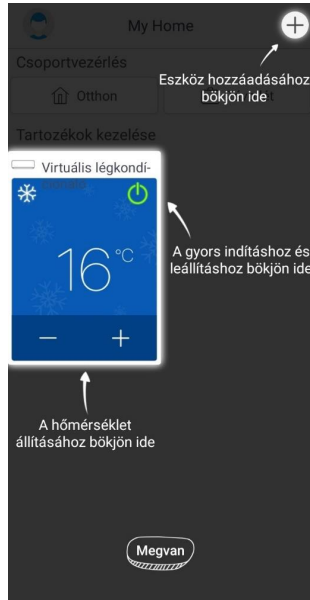 My Home
Eszköz hozzáadásához
bökjön ide
Csoportvezérlés
Otthon
Tartozékok kezelése
Virtuális légkondí-
16 °C
A gyors indításhoz és
leállításhoz bökjön ide
− +
A hőmérséklet
állításához bökjön ide
Megvan